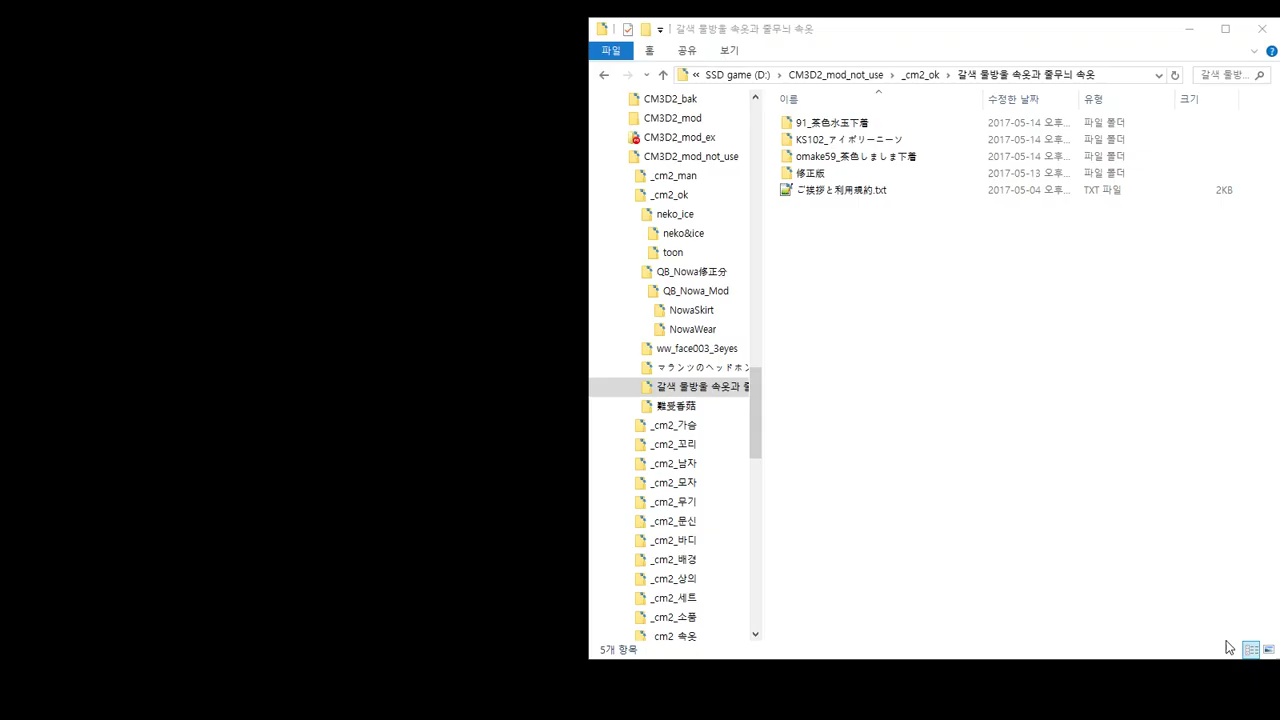 갈색 물방울 속옷과 줄무늬 속옷
파일 홈 공유 보기
« SSD game (D:) › CM3D2_mod_not_use › _cm2_ok › 갈색 물방울 속옷과 줄무늬 속옷
갈색 물방...
CM3D2_bak
CM3D2_mod
CM3D2_mod_ex
CM3D2_mod_not_use
_cm2_man
_cm2_ok
neko_ice
neko&ice
toon
QB_Nowa修正分
QB_Nowa_Mod
NowaSkirt
NowaWear
ww_face003_3eyes
マランツのヘッドホン
갈색 물방울 속옷과 줄
難受香菇
_cm2_가슴
_cm2_꼬리
_cm2_남자
_cm2_모자
_cm2_무기
_cm2_문신
_cm2_바디
_cm2_배경
_cm2_상의
_cm2_세트
_cm2_소품
_cm2_속옷
이름 수정한 날짜 유형 크기
91_茶色水玉下着 2017-05-14 오후... 파일 폴더
KS102_アイボリーニーソ 2017-05-14 오후... 파일 폴더
omake59_茶色しましま下着 2017-05-14 오후... 파일 폴더
修正版 2017-05-13 오후... 파일 폴더
ご挨拶と利用規約.txt 2017-05-04 오후... TXT 파일 2KB
5개 항목